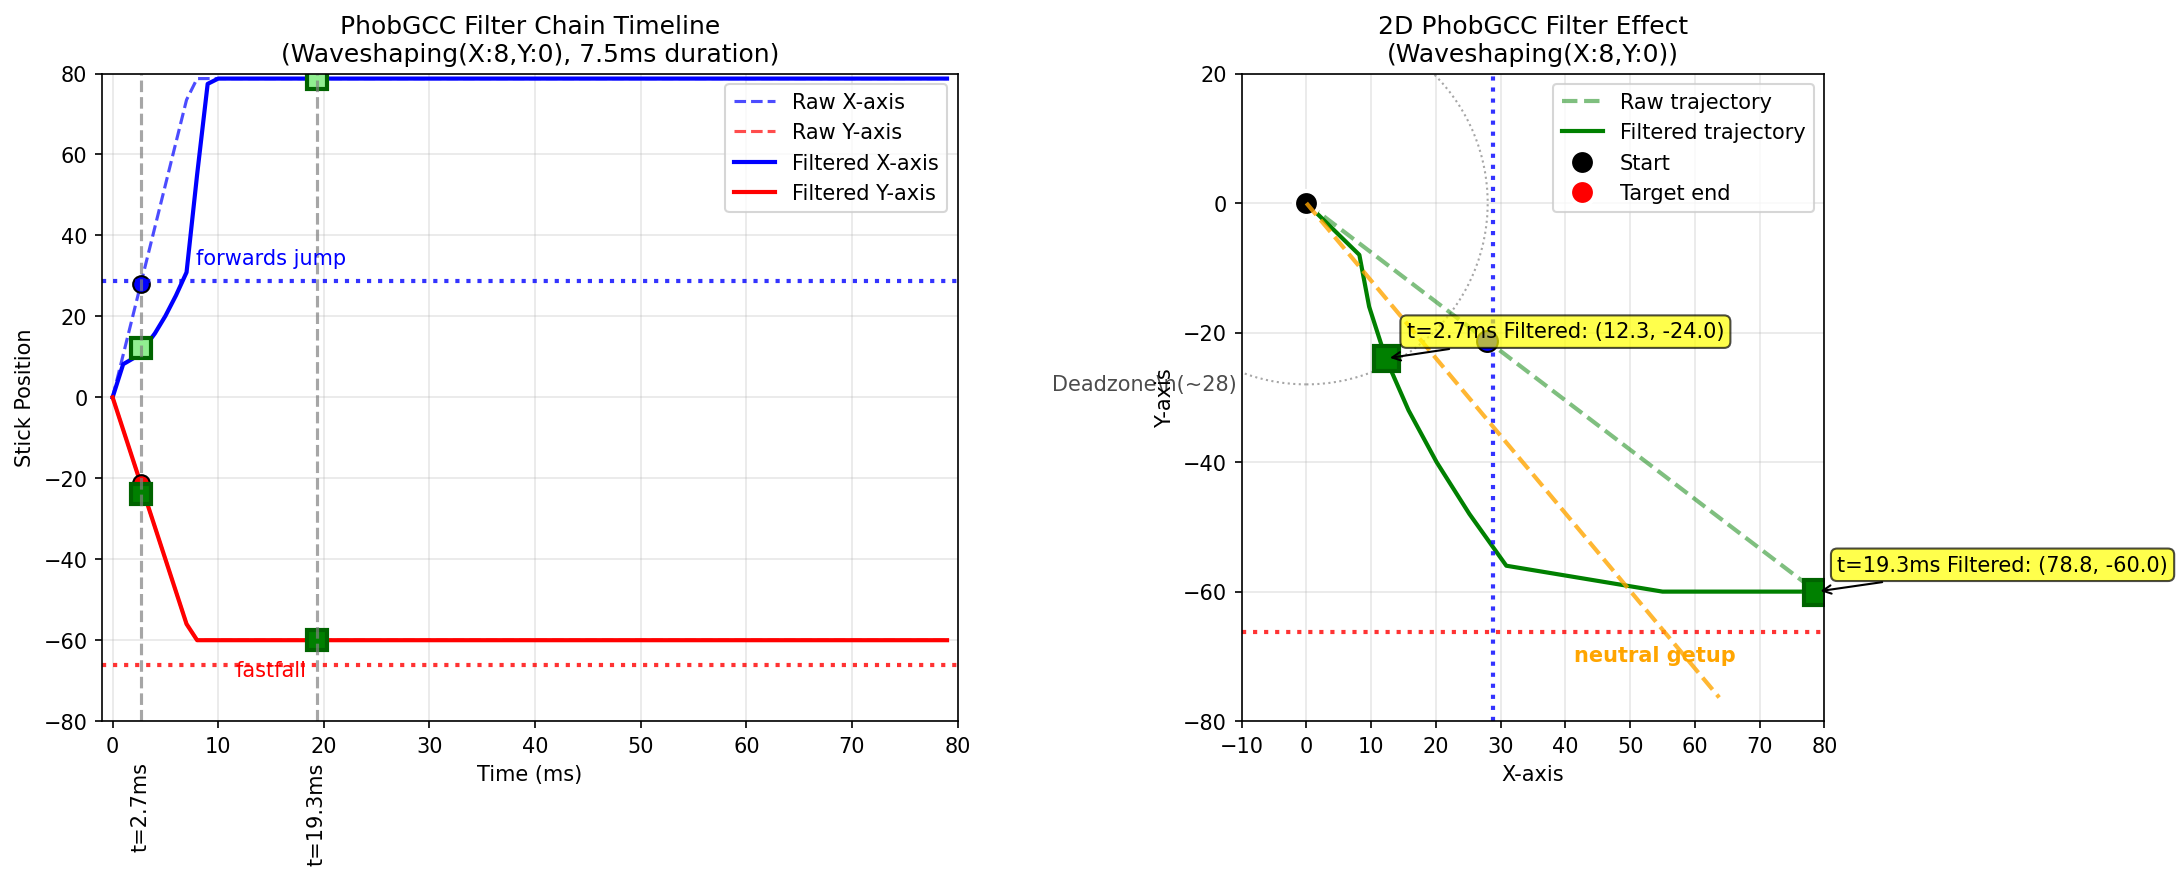 PhobGCC Filter Chain Timeline
(Waveshaping(X:8,Y:0), 7.5ms duration)
80
60
40
20
0
−20
−40
−60
−80
Stick Position
Raw X-axis
Raw Y-axis
Filtered X-axis
Filtered Y-axis
forwards jump
fastfall
0 10 20 30 40 50 60 70 80
Time (ms)
t=2.7ms
t=19.3ms
2D PhobGCC Filter Effect
(Waveshaping(X:8,Y:0))
20
0
−20
−40
−60
−80
Y-axis
Deadzone (~28)
Raw trajectory
Filtered trajectory
Start
Target end
t=2.7ms Filtered: (12.3, -24.0)
t=19.3ms Filtered: (78.8, -60.0)
neutral getup
−10 0 10 20 30 40 50 60 70 80
X-axis